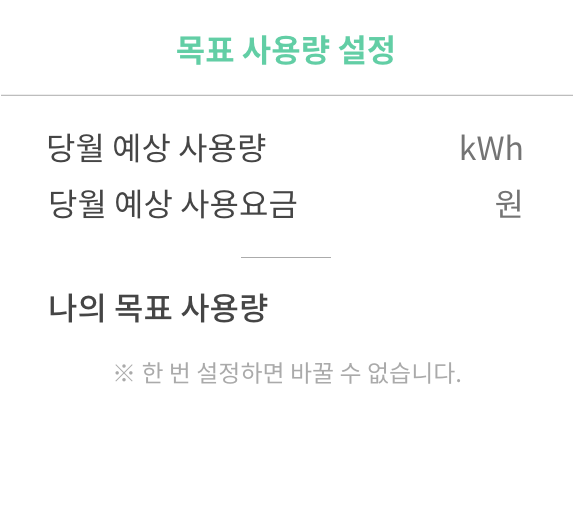 목표 사용량 설정
당월 예상 사용량 kWh
당월 예상 사용요금 원
나의 목표 사용량
※ 한 번 설정하면 바꿀 수 없습니다.